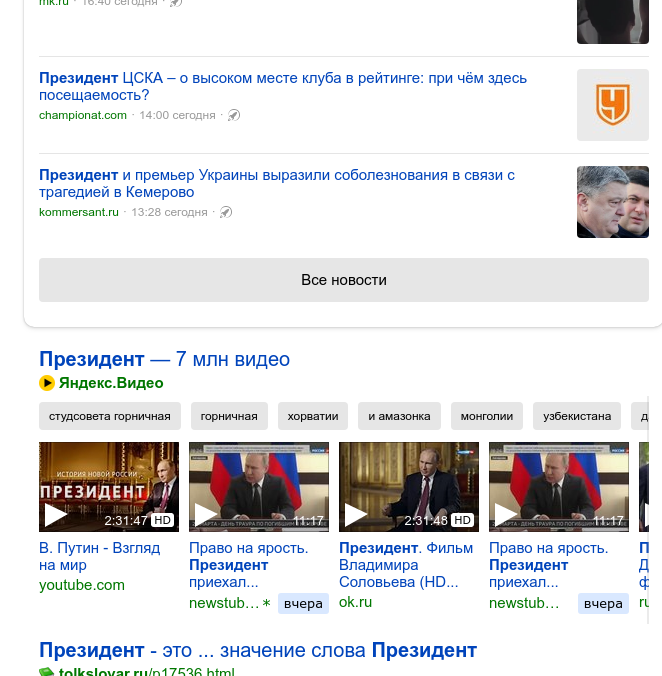 mk.ru · 16:40 сегодня ·
Президент ЦСКА – о высоком месте клуба в рейтинге: при чём здесь
посещаемость?
championat.com · 14:00 сегодня ·
Президент и премьер Украины выразили соболезнования в связи с
трагедией в Кемерово
kommersant.ru · 13:28 сегодня ·
Все новости
Президент — 7 млн видео
Яндекс.Видео
студсовета горничная
горничная
хорватии
и амазонка
монголии
узбекистана
ИСТОРИЯ НОВОЙ РОССИИ
ПРЕЗИДЕНТ
2:31:47 HD
11:17
2:31:48 HD
11:17
В. Путин - Взгляд
на мир
youtube.com
Право на ярость.
Президент
приехал...
newstub... * вчера
Президент. Фильм
Владимира
Соловьева (HD...
ok.ru
Право на ярость.
Президент
приехал...
newstub... вчера
Президент - это ... значение слова Президент
tolkslovar.ru/p17536.html